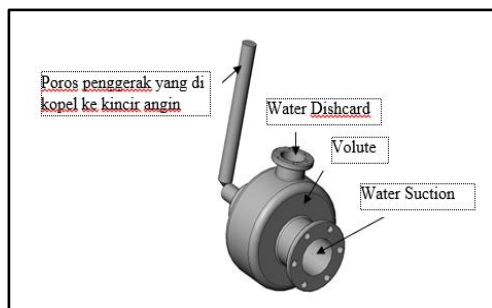 Poros penggerak yang di
kopel ke kincir angin
Water Dishcard
Volute
Water Suction